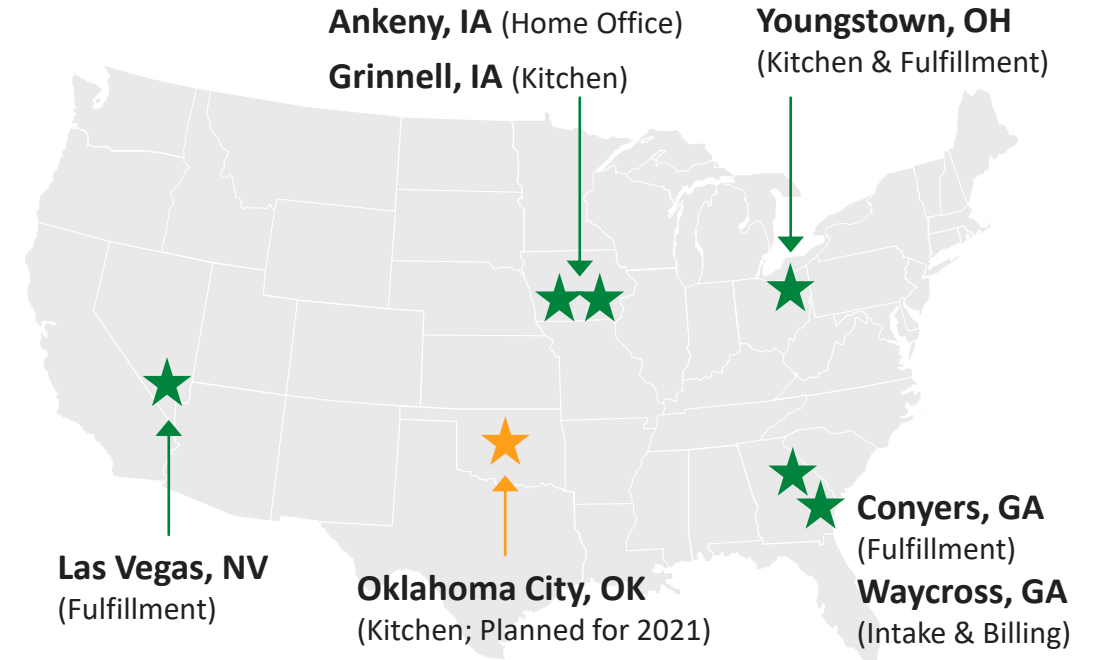 Ankeny, IA (Home Office)
Grinnell, IA (Kitchen)
Youngstown, OH
(Kitchen & Fulfillment)
Las Vegas, NV
(Fulfillment)
Oklahoma City, OK
(Kitchen; Planned for 2021)
Conyers, GA
(Fulfillment)
Waycross, GA
(Intake & Billing)